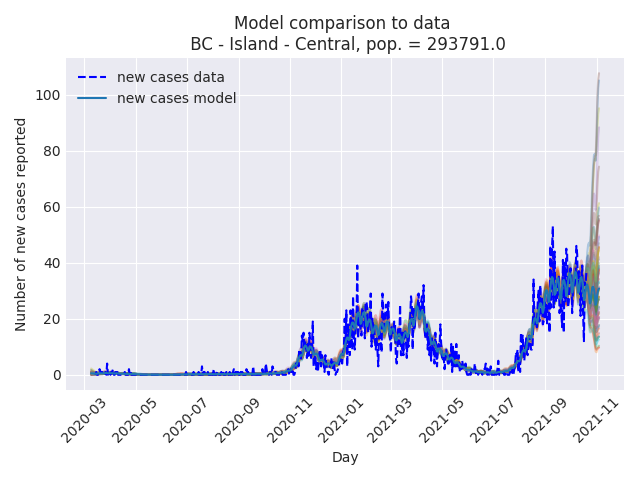 Model comparison to data
BC - Island - Central, pop. = 293791.0
new cases data
new cases model
Number of new cases reported
100
80
60
40
20
0
2020-03
2020-05
2020-07
2020-09
2020-11
2021-01
2021-03
2021-05
2021-07
2021-09
2021-11
Day